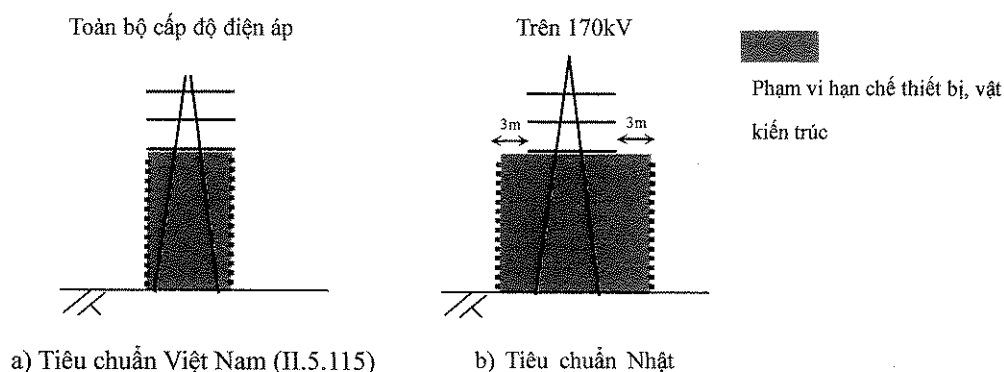 Toàn bộ cấp độ điện áp
Trên 170kV
Phạm vi hạn chế thiết bị, vật
kiến trúc
3m
3m
a) Tiêu chuẩn Việt Nam (II.5.115)
b) Tiêu chuẩn Nhật